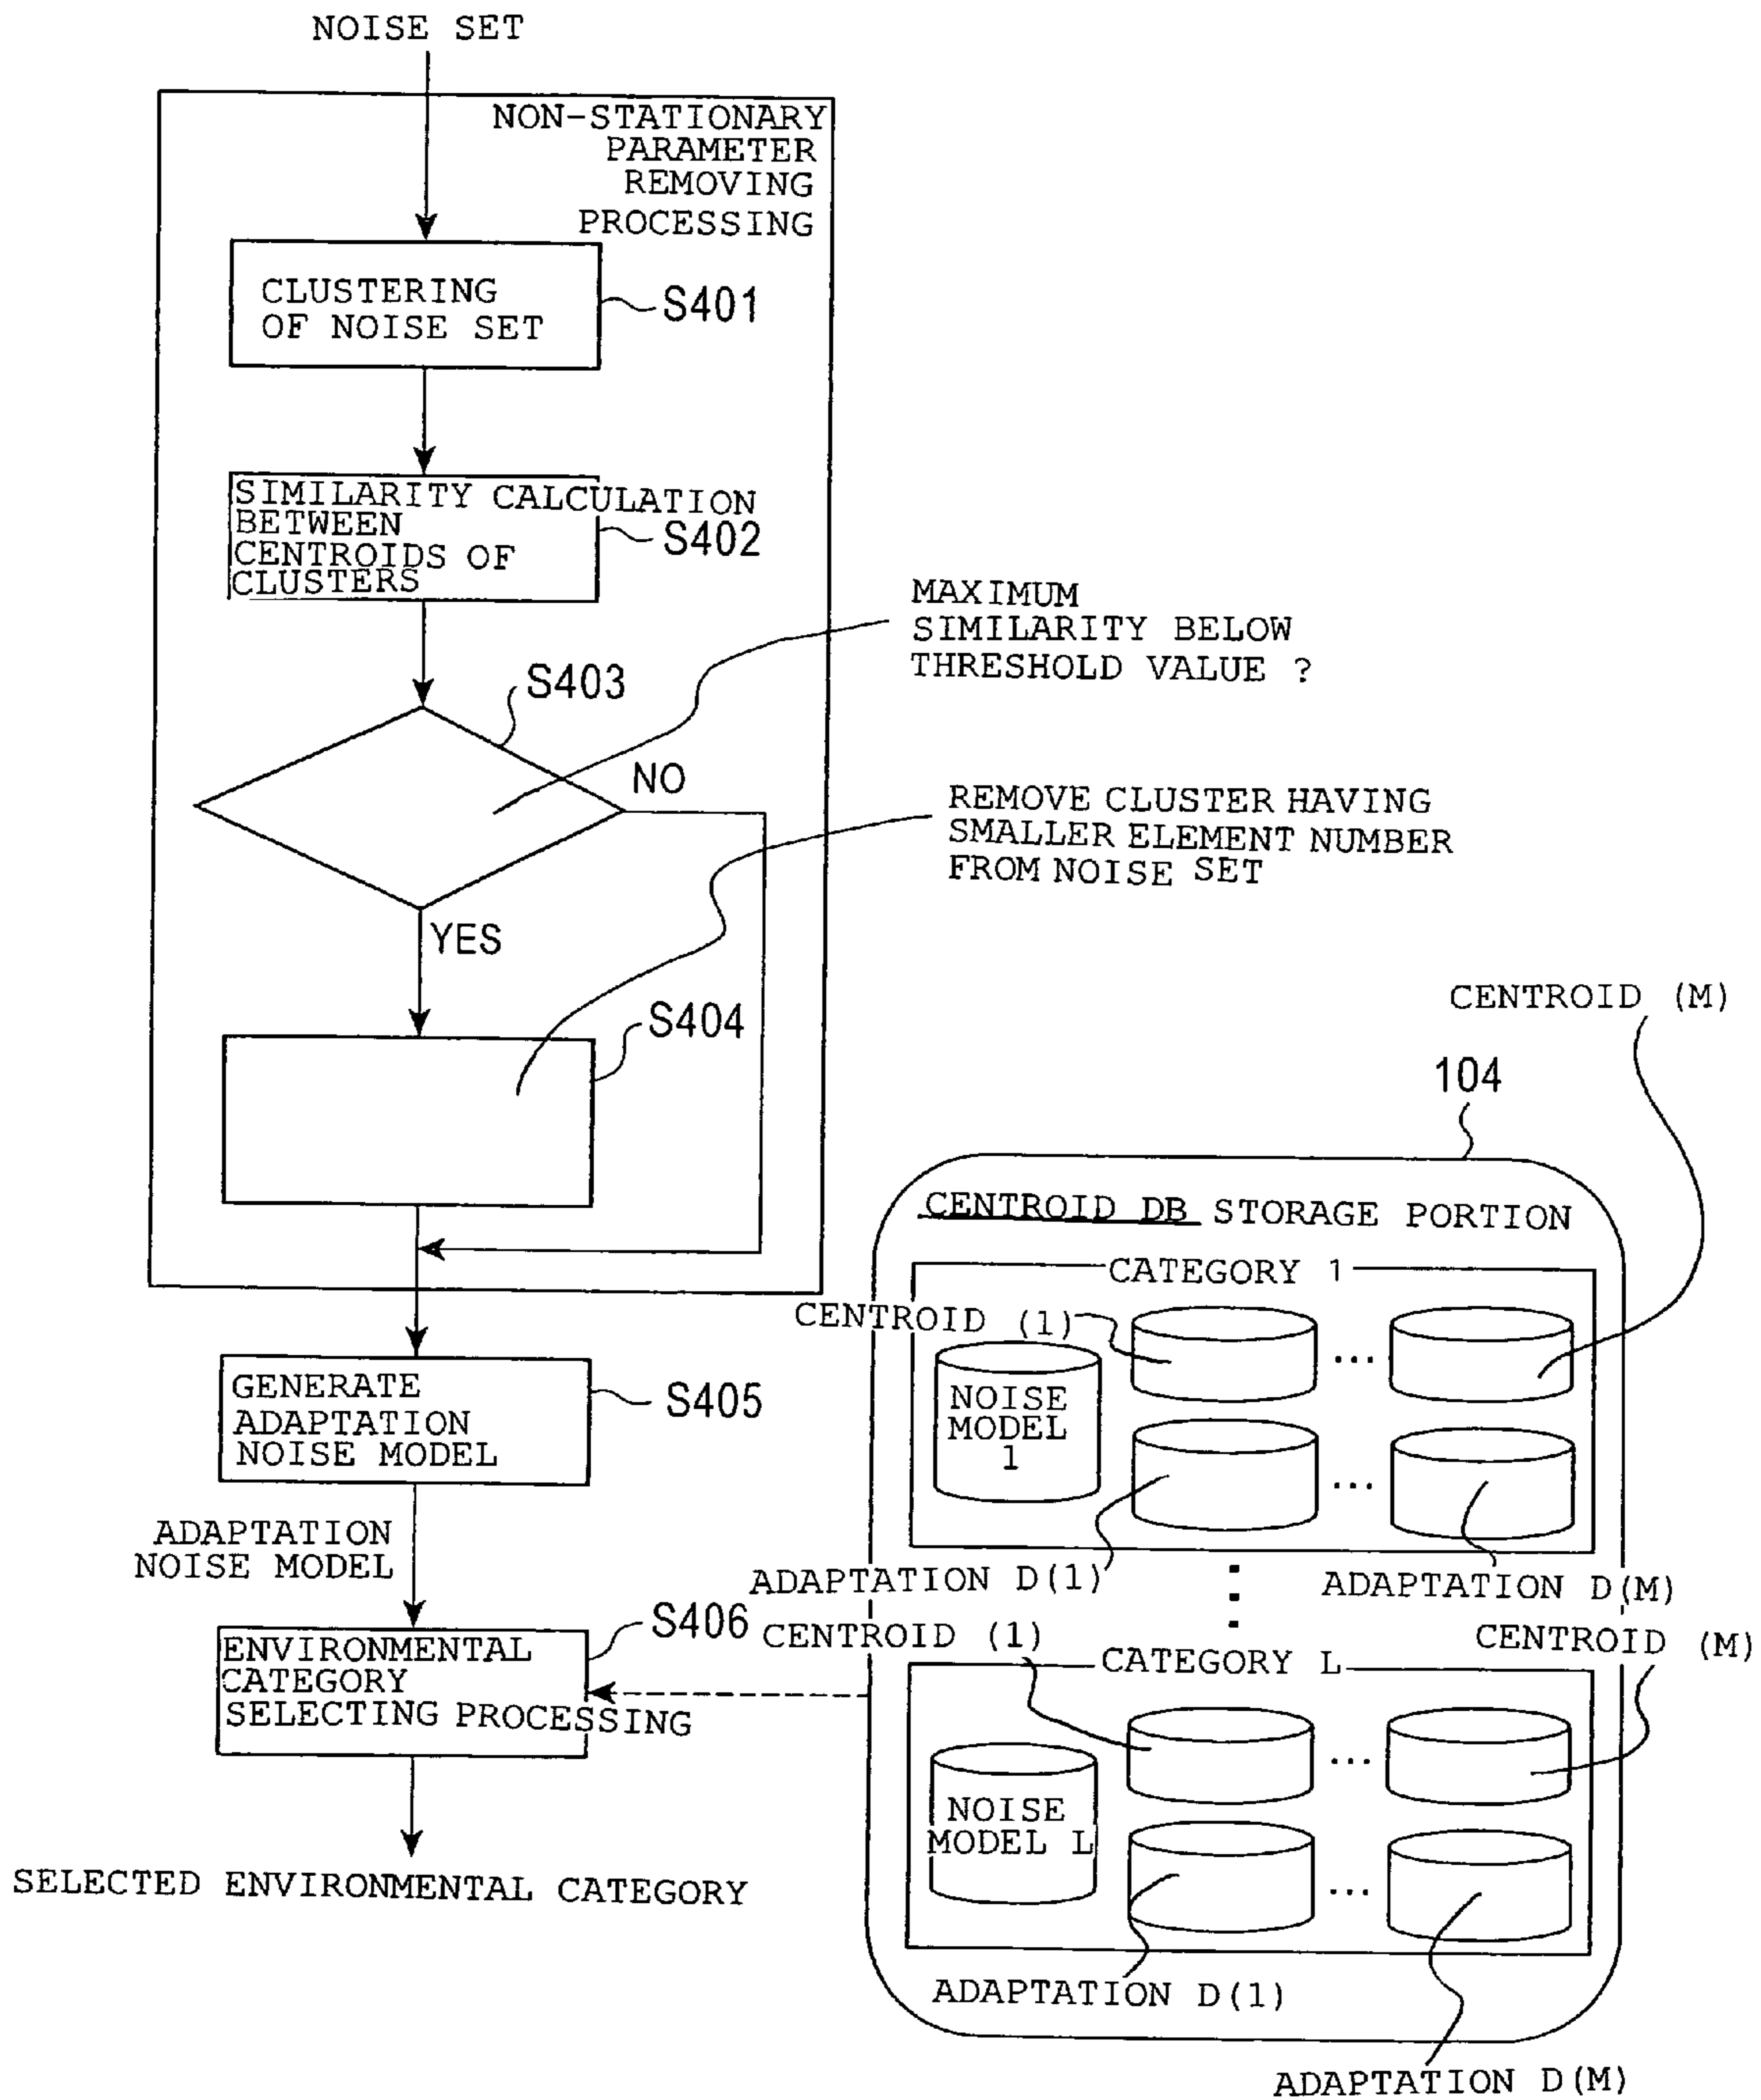 NOISE SET
NON-STATIONARY
PARAMETER
REMOVING
PROCESSING
CLUSTERING
OF NOISE SET
S401
SIMILARITY CALCULATION
BETWEEN
CENTROIDS OF
CLUSTERS
S402
MAXIMUM
SIMILARITY BELOW
THRESHOLD VALUE ?
S403
NO
REMOVE CLUSTER HAVING
SMALLER ELEMENT NUMBER
FROM NOISE SET
YES
S404
CENTROID (M)
104
CENTROID DB STORAGE PORTION
CATEGORY 1
CENTROID (1)
...
NOISE
MODEL
1
...
GENERATE
ADAPTATION
NOISE MODEL
S405
ADAPTATION
NOISE MODEL
ADAPTATION D(1)
ADAPTATION D(M)
S406
CENTROID (1)
CENTROID (M)
ENVIRONMENTAL
CATEGORY
SELECTING PROCESSING
CATEGORY L
...
NOISE
MODEL L
...
SELECTED ENVIRONMENTAL CATEGORY
ADAPTATION D(1)
ADAPTATION D(M)